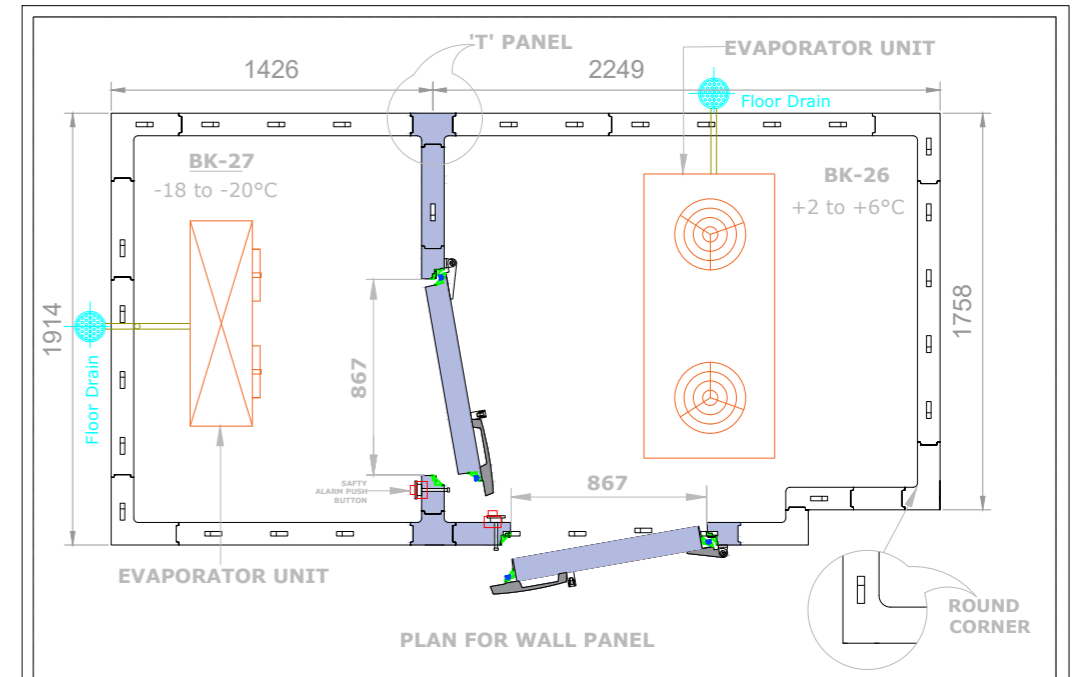 'T' PANEL
EVAPORATOR UNIT
1426
2249
Floor Drain
BK-27
-18 to -20°C
BK-26
+2 to +6°C
1914
867
1758
Floor Drain
SAFTY
ALARM PUSH
BUTTON
867
EVAPORATOR UNIT
ROUND
CORNER
PLAN FOR WALL PANEL